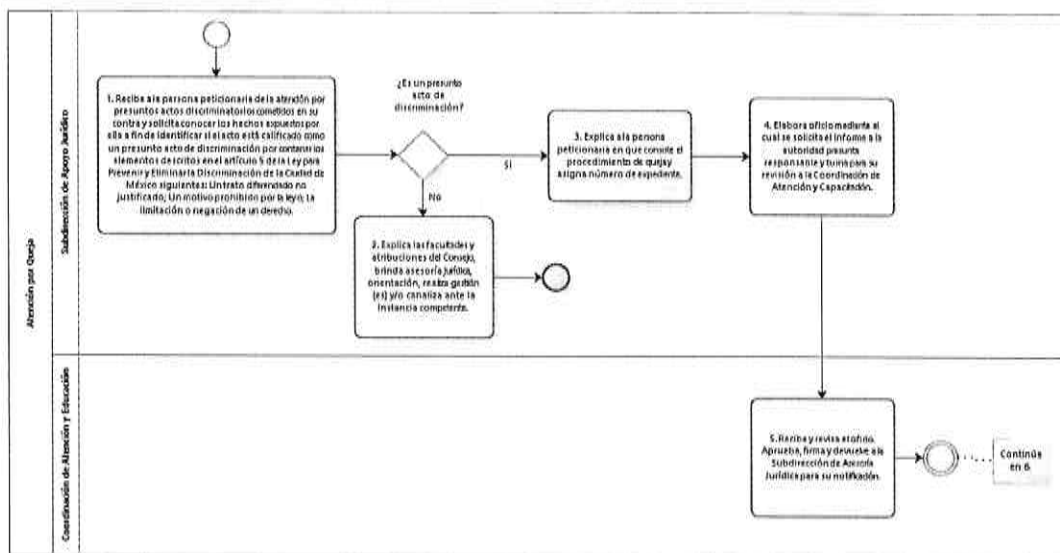 Atención por Queja
Subdirección de Apoyo Jurídico
1. Recibe a la persona peticionaria de la atención por
presuntos actos discriminatorios cometidos en su
contra y solicita conocer los hechos expuestos por
ella a fin de identificar si el acto está calificado como
un presunto acto de discriminación por contener los
elementos descritos en el artículo 5 de la Ley para
Prevenir y Eliminar la Discriminación de la Ciudad de
México siguientes: Un trato diferenciado no
justificado; Un motivo prohibido por la ley o; La
limitación o negación de un derecho.
¿Es un presunto
acto de
discriminación?
Sí
No
2. Explica las facultades y
atribuciones del Consejo,
brinda asesoría jurídica,
orientación, realiza gestión
(es) y/o canaliza ante la
instancia competente.
3. Explica a la persona
peticionaria en que consiste el
procedimiento de queja y
asigna número de expediente.
4. Elabora oficio mediante el
cual se solicita el informe a la
autoridad presunta
responsable y turna para su
revisión a la Coordinación de
Atención y Capacitación.
Coordinación de Atención y Educación
5. Recibe y revisa el oficio.
Aprueba, firma y devuelve a la
Subdirección de Asesoría
Jurídica para su notificación.
Continúa
en 6